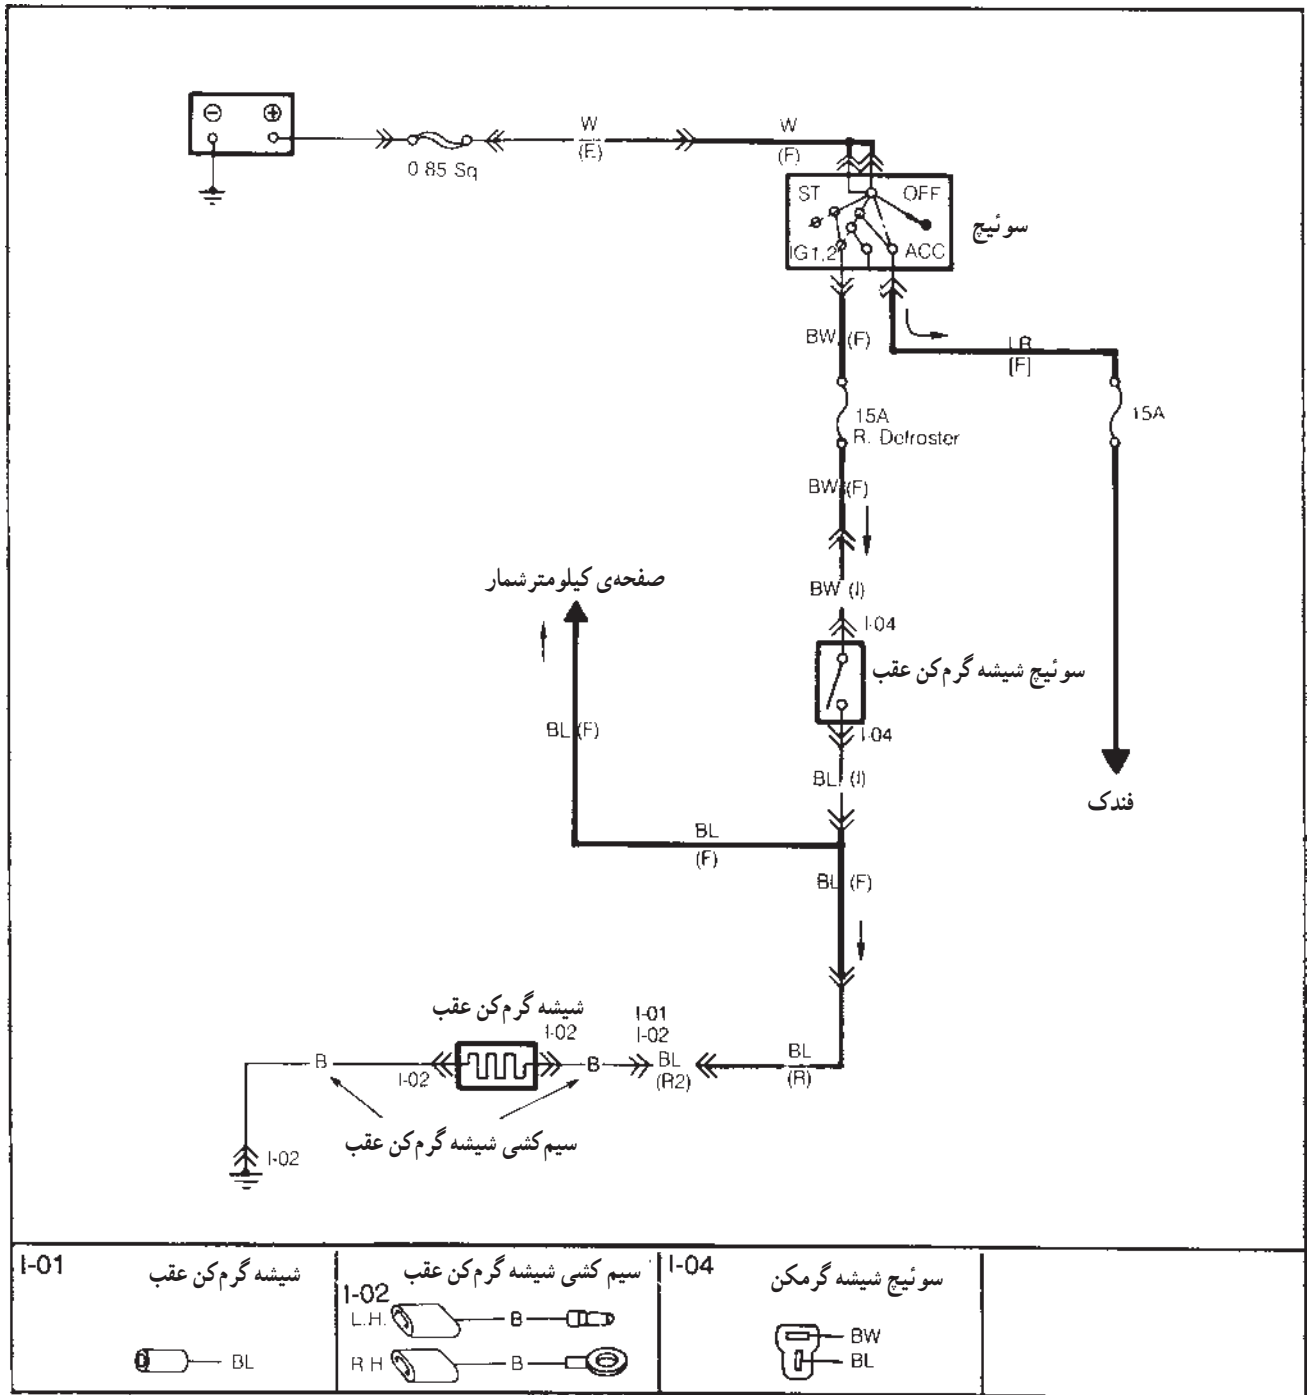 ⊖ ⊕
W
(E)
W
(F)
0.85 Sq
ST
OFF
IG1,2
ACC
سوئیچ
BW (F)
LR
[F]
15A
R. Defroster
15A
BW (F)
BW (I)
صفحه‌ی کیلومترشمار
I-04
سوئیچ شیشه گرم‌کن عقب
I-04
BL (F)
BL (I)
فندک
BL
(F)
BL (F)
شیشه گرم‌کن عقب
I-02
I-01
I-02
B
I-02
B
BL
(R2)
BL
(R)
سیم‌کشی شیشه گرم‌کن عقب
I-02
I-01
شیشه گرم‌کن عقب
BL
سیم کشی شیشه گرم‌کن عقب
I-02
L.H.
B
R H
B
I-04
سوئیچ شیشه گرمکن
BW
BL